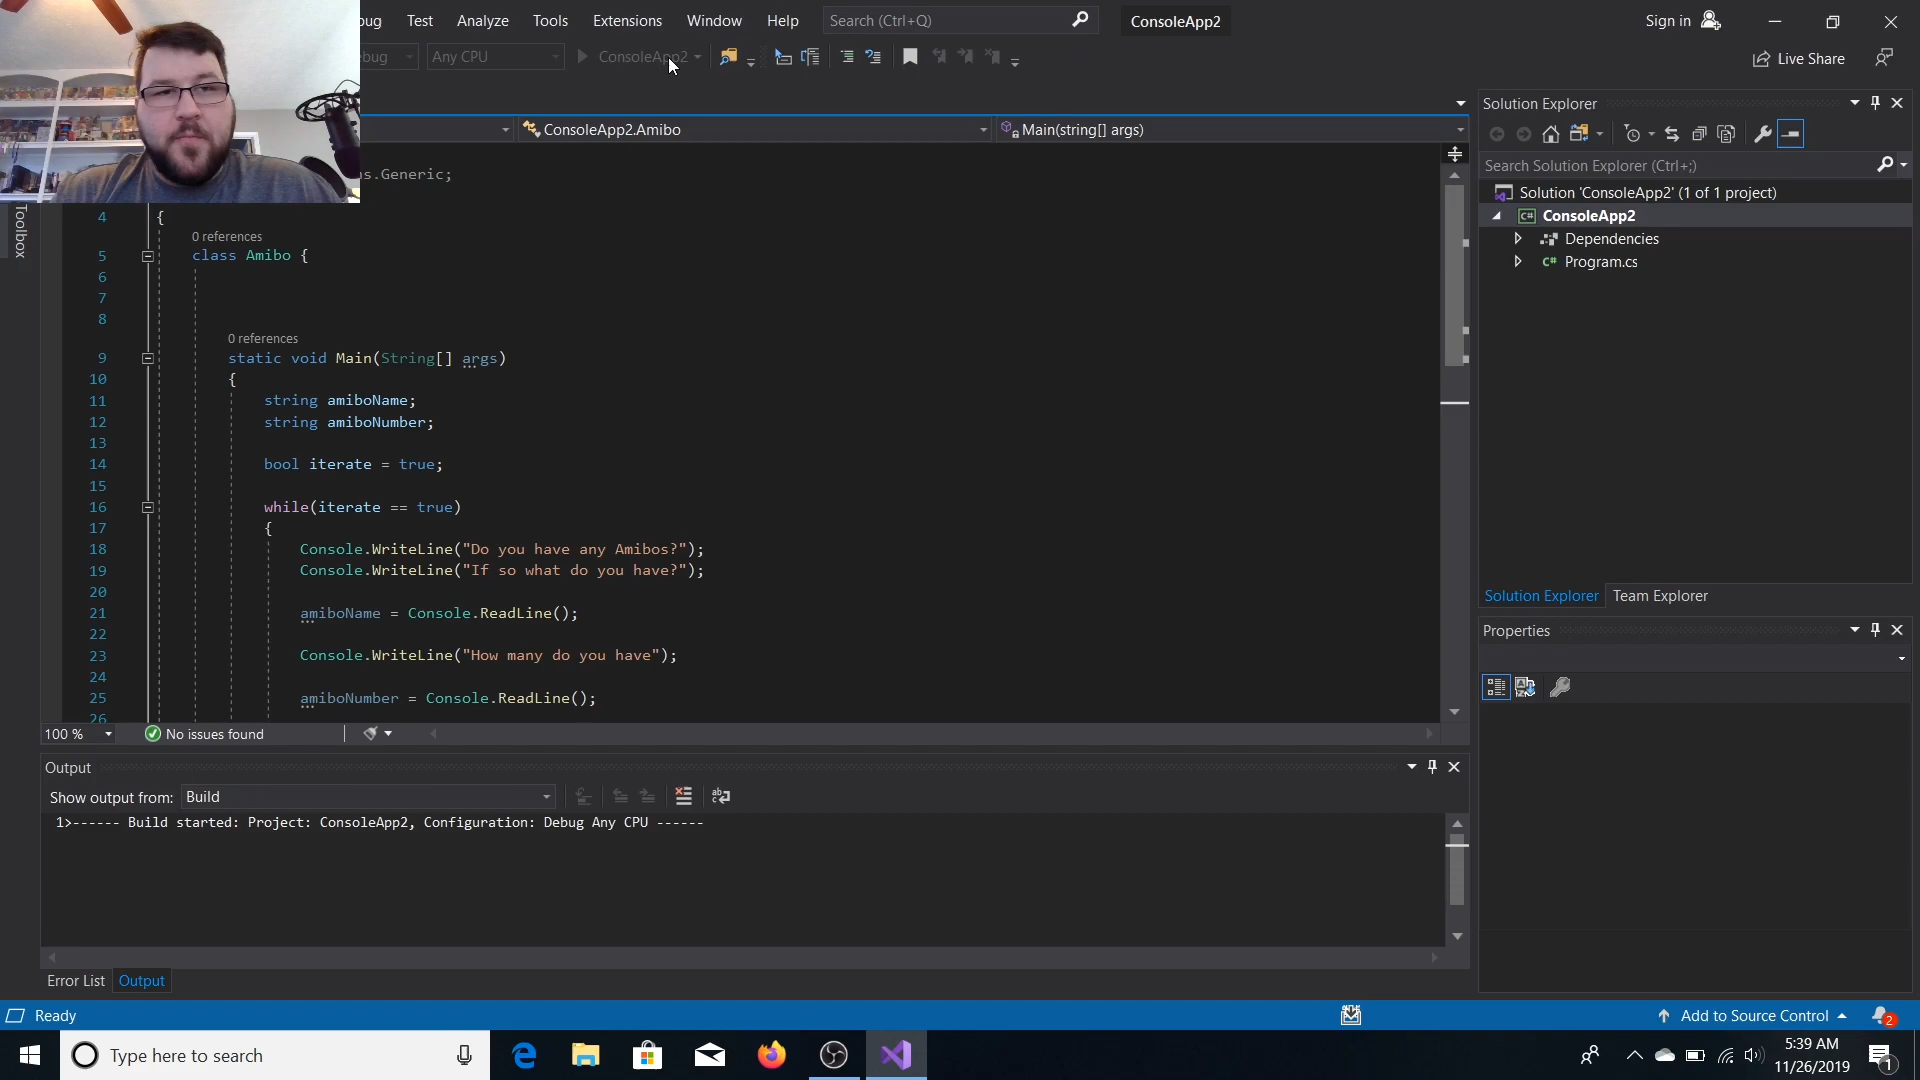 bug Test Analyze Tools Extensions Window Help Search (Ctrl+Q) ConsoleApp2 Sign in
ebug Any CPU ConsoleApp2 Live Share
Solution Explorer
ConsoleApp2.Amibo Main(string[] args)
Search Solution Explorer (Ctrl+;)
s.Generic;
Solution 'ConsoleApp2' (1 of 1 project)
ConsoleApp2
Dependencies
Program.cs
Toolbox
4 {
0 references
5 class Amibo {
6
7
8
0 references
9 static void Main(String[] args)
10 {
11 string amiboName;
12 string amiboNumber;
13
14 bool iterate = true;
15
16 while(iterate == true)
17 {
18 Console.WriteLine("Do you have any Amibos?");
19 Console.WriteLine("If so what do you have?");
20
21 amiboName = Console.ReadLine();
22
23 Console.WriteLine("How many do you have");
24
25 amiboNumber = Console.ReadLine();
26
Solution Explorer Team Explorer
Properties
100 % No issues found
Output
Show output from: Build
1>------ Build started: Project: ConsoleApp2, Configuration: Debug Any CPU ------
Error List Output
Ready Add to Source Control 2
Type here to search 5:39 AM
11/26/2019 1